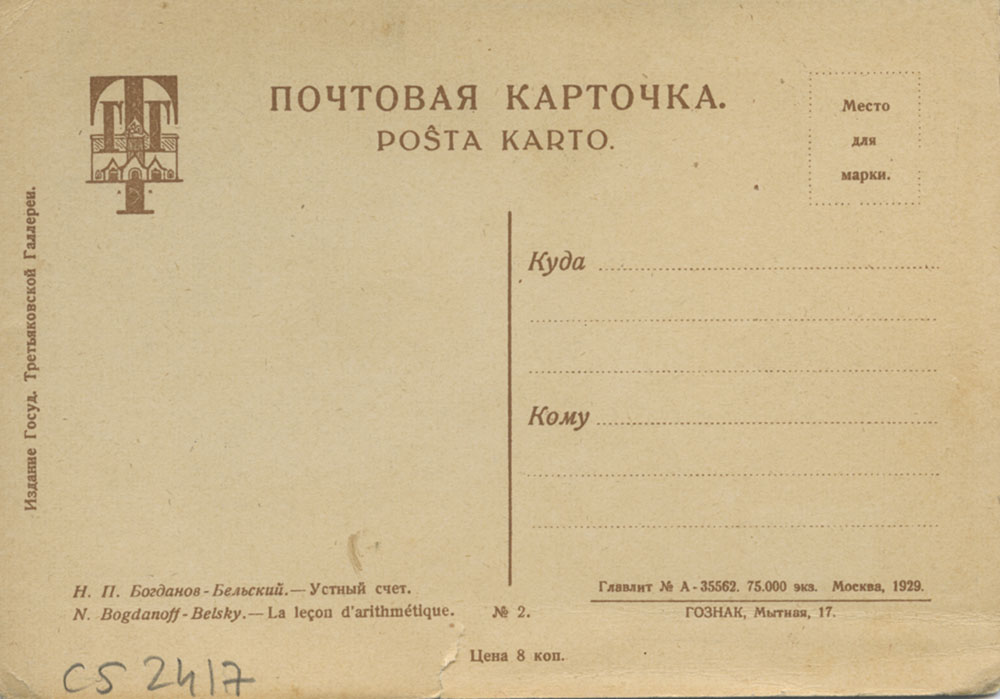 ПОЧТОВАЯ КАРТОЧКА.
POŜTA KARTO.
Место
для
марки.
Издание Госуд. Третьяковской Галлереи.
Куда
Кому
Н. П. Богданов-Бельский.—Устный счет.
N. Bogdanoff-Belsky.—La leçon d'arithmétique.
№ 2.
Главлит № А-35562. 75.000 экз. Москва, 1929.
ГОЗНАК, Мытная, 17.
Цена 8 коп.
CS 2417